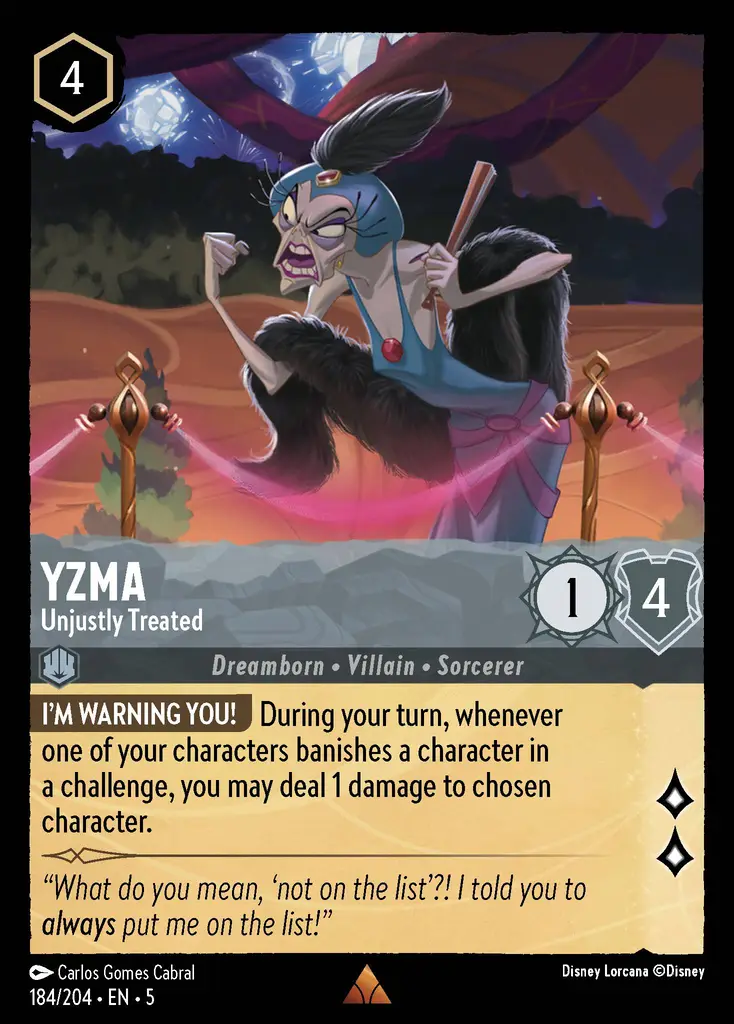 4
YZMA
Unjustly Treated
1
4
Dreamborn • Villain • Sorcerer
I'M WARNING YOU! During your turn, whenever
one of your characters banishes a character in
a challenge, you may deal 1 damage to chosen
character.
“What do you mean, ‘not on the list’?! I told you to
always put me on the list!”
Carlos Gomes Cabral
Disney Lorcana ©Disney
184/204 • EN • 5